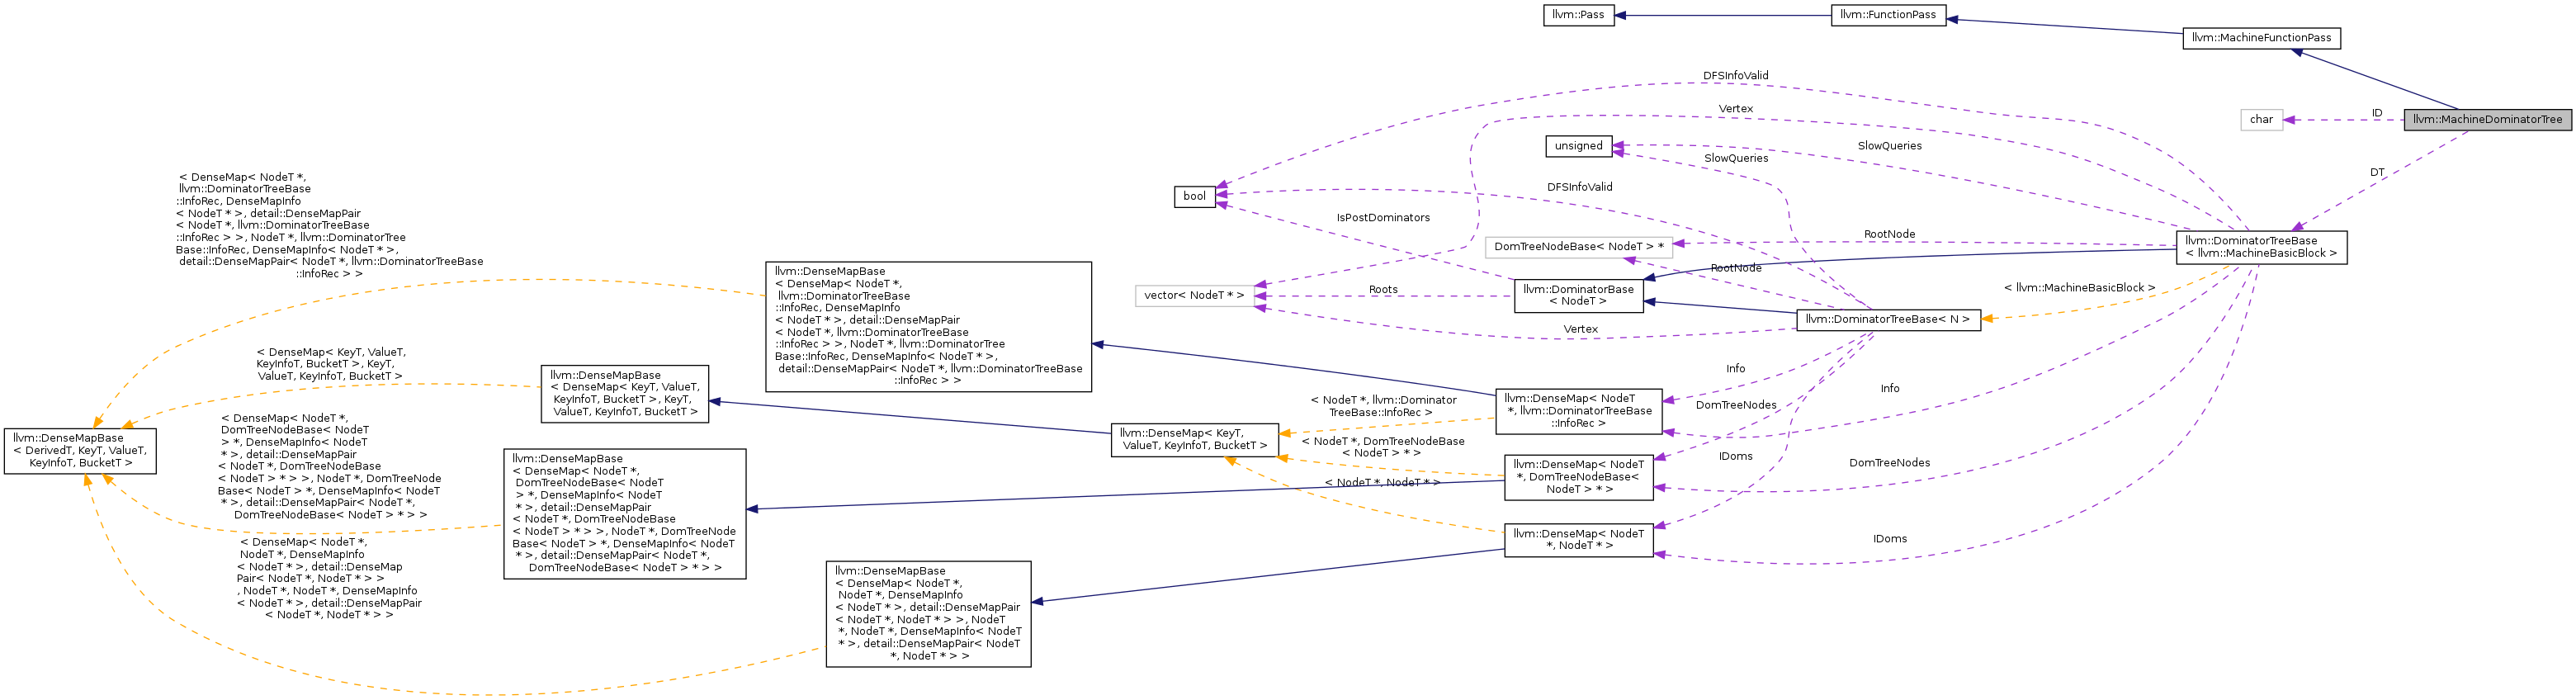 llvm::Pass
llvm::FunctionPass
llvm::MachineFunctionPass
DFSInfoValid
Vertex
char
ID
llvm::MachineDominatorTree
unsigned
SlowQueries
SlowQueries
DT
bool
DFSInfoValid
IsPostDominators
DomTreeNodeBase< NodeT > *
RootNode
RootNode
llvm::DominatorTreeBase
< llvm::MachineBasicBlock >
vector< NodeT * >
Roots
llvm::DominatorBase
< NodeT >
< llvm::MachineBasicBlock >
Vertex
llvm::DominatorTreeBase< N >
< DenseMap< NodeT *,
llvm::DominatorTreeBase
::InfoRec, DenseMapInfo
< NodeT * >, detail::DenseMapPair
< NodeT *, llvm::DominatorTreeBase
::InfoRec > >, NodeT *, llvm::DominatorTree
Base::InfoRec, DenseMapInfo< NodeT * >,
detail::DenseMapPair< NodeT *, llvm::DominatorTreeBase
::InfoRec > >
llvm::DenseMapBase
< DenseMap< NodeT *,
llvm::DominatorTreeBase
::InfoRec, DenseMapInfo
< NodeT * >, detail::DenseMapPair
< NodeT *, llvm::DominatorTreeBase
::InfoRec > >, NodeT *, llvm::DominatorTree
Base::InfoRec, DenseMapInfo< NodeT * >,
detail::DenseMapPair< NodeT *, llvm::DominatorTreeBase
::InfoRec > >
< DenseMap< KeyT, ValueT,
KeyInfoT, BucketT >, KeyT,
ValueT, KeyInfoT, BucketT >
llvm::DenseMapBase
< DenseMap< KeyT, ValueT,
KeyInfoT, BucketT >, KeyT,
ValueT, KeyInfoT, BucketT >
Info
Info
< NodeT *, llvm::Dominator
TreeBase::InfoRec >
llvm::DenseMap< NodeT
*, llvm::DominatorTreeBase
::InfoRec >
DomTreeNodes
llvm::DenseMapBase
< DerivedT, KeyT, ValueT,
KeyInfoT, BucketT >
< DenseMap< NodeT *,
DomTreeNodeBase< NodeT
> *, DenseMapInfo< NodeT
* >, detail::DenseMapPair
< NodeT *, DomTreeNodeBase
< NodeT > * > >, NodeT *, DomTreeNode
Base< NodeT > *, DenseMapInfo< NodeT
* >, detail::DenseMapPair< NodeT *,
DomTreeNodeBase< NodeT > * > >
llvm::DenseMapBase
< DenseMap< NodeT *,
DomTreeNodeBase< NodeT
> *, DenseMapInfo< NodeT
* >, detail::DenseMapPair
< NodeT *, DomTreeNodeBase
< NodeT > * > >, NodeT *, DomTreeNode
Base< NodeT > *, DenseMapInfo< NodeT
* >, detail::DenseMapPair< NodeT *,
DomTreeNodeBase< NodeT > * > >
llvm::DenseMap< KeyT,
ValueT, KeyInfoT, BucketT >
< NodeT *, DomTreeNodeBase
< NodeT > * >
llvm::DenseMap< NodeT
*, DomTreeNodeBase<
NodeT > * >
IDoms
DomTreeNodes
< NodeT *, NodeT * >
llvm::DenseMap< NodeT
*, NodeT * >
IDoms
< DenseMap< NodeT *,
NodeT *, DenseMapInfo
< NodeT * >, detail::DenseMap
Pair< NodeT *, NodeT * > >
, NodeT *, NodeT *, DenseMapInfo
< NodeT * >, detail::DenseMapPair
< NodeT *, NodeT * > >
llvm::DenseMapBase
< DenseMap< NodeT *,
NodeT *, DenseMapInfo
< NodeT * >, detail::DenseMapPair
< NodeT *, NodeT * > >, NodeT
*, NodeT *, DenseMapInfo< NodeT
* >, detail::DenseMapPair< NodeT
*, NodeT * > >